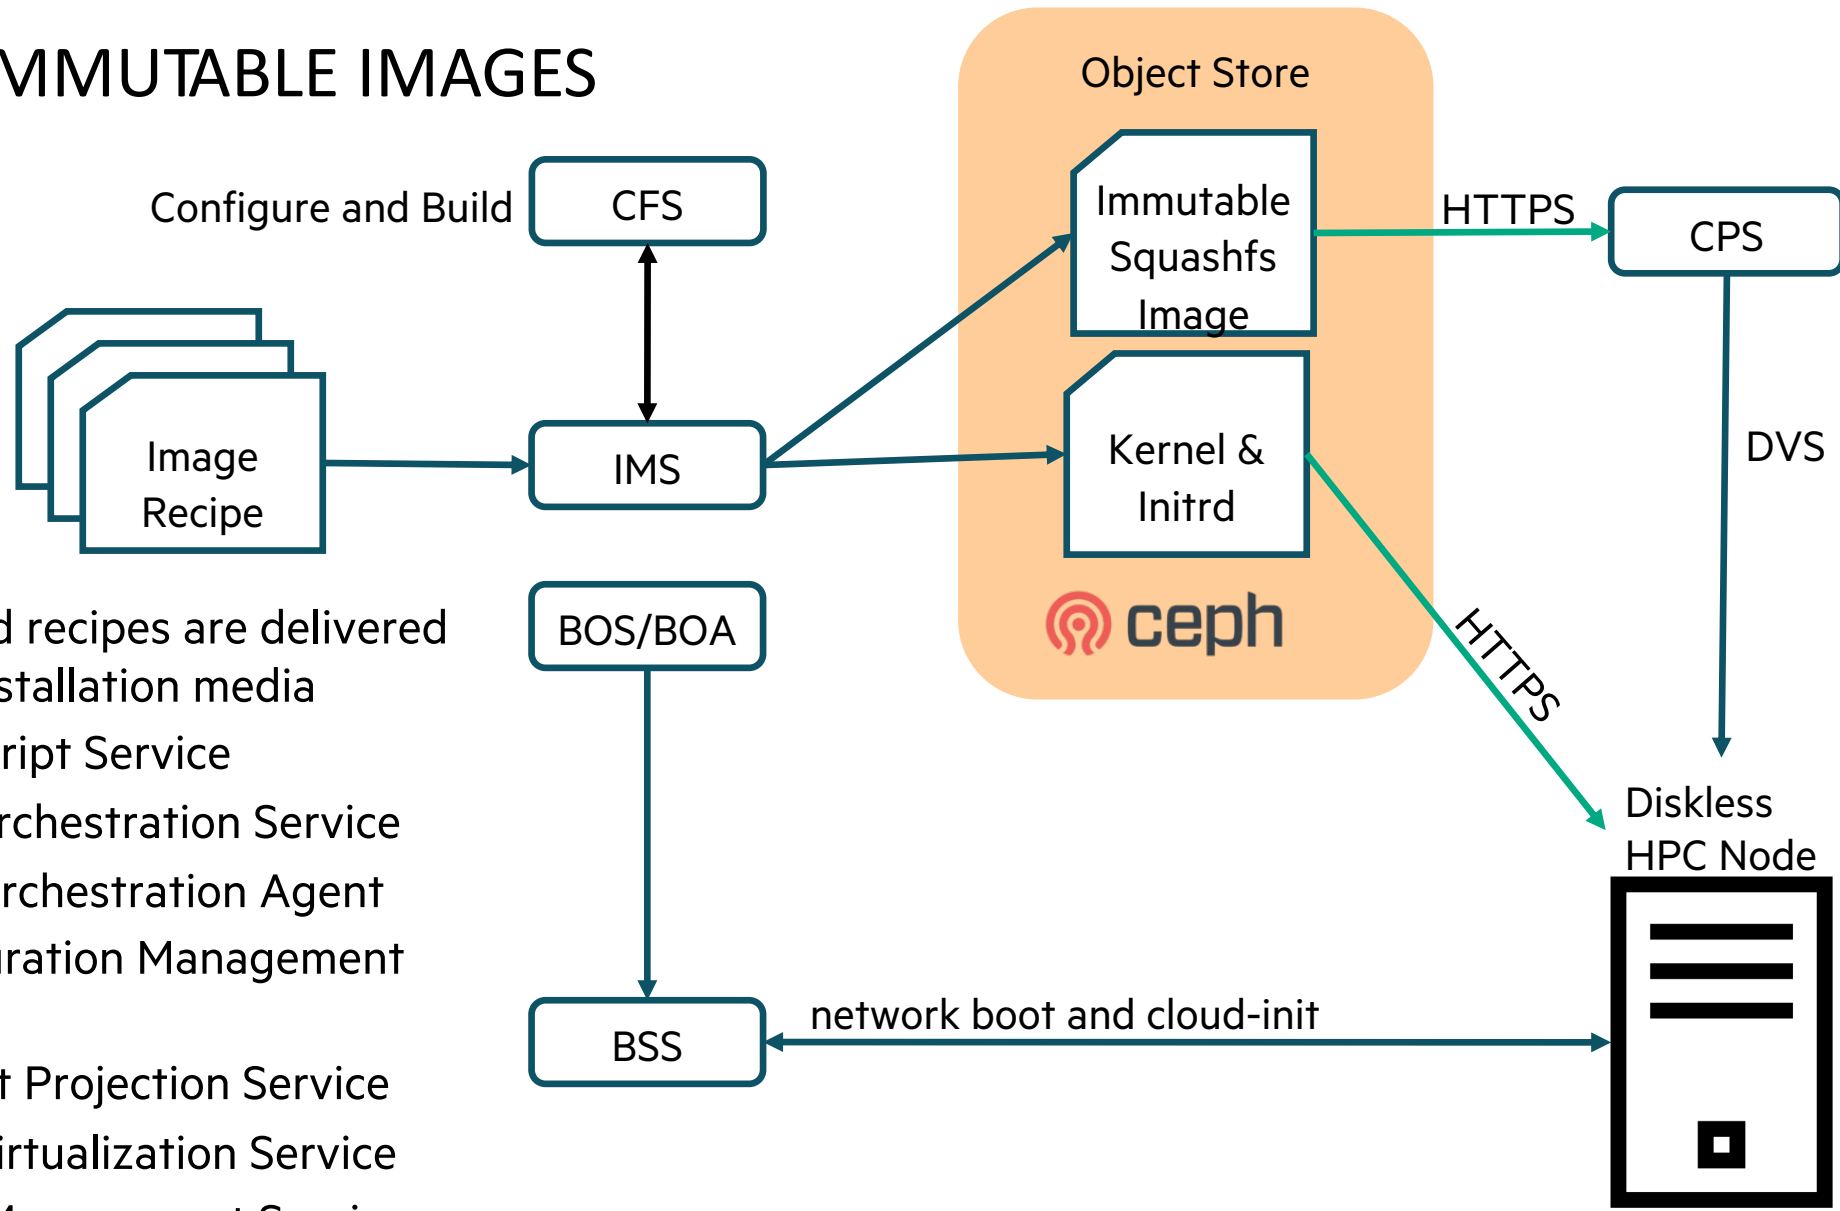 MMUTABLE IMAGES
Object Store
Configure and Build
CFS
Immutable
Squashfs
Image
HTTPS
CPS
Image
Recipe
IMS
Kernel &
Initrd
DVS
d recipes are delivered
stallation media
ript Service
rchestration Service
rchestration Agent
uration Management
t Projection Service
irtualization Service
BOS/BOA
ceph
HTTPS
Diskless
HPC Node
BSS
network boot and cloud-init